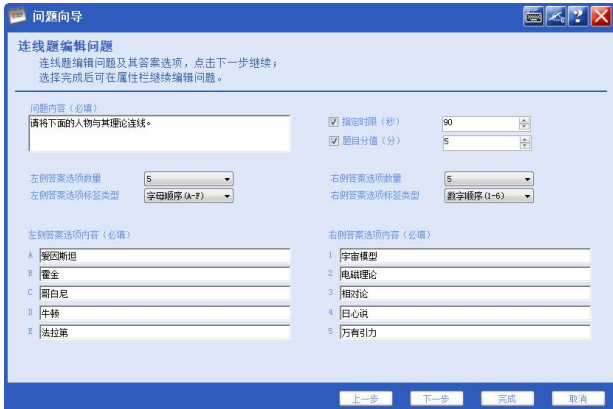 问题向导
连线题编辑问题
连线题编辑问题及其答案选项，点击下一步继续；
选择完成后可在属性栏继续编辑问题。
问题内容（必填）
请将下面的人物与其理论连线。
指定时限（秒） 90
题目分值（分） 5
左侧答案选项数量 5
右侧答案选项数量 5
左侧答案选项标签类型 字母顺序(A-F)
右侧答案选项标签类型 数字顺序(1-6)
左侧答案选项内容（必填）
右侧答案选项内容（必填）
A 爱因斯坦
1 宇宙模型
B 霍金
2 电磁理论
C 哥白尼
3 相对论
D 牛顿
4 日心说
E 法拉第
5 万有引力
上一步 下一步 完成 取消